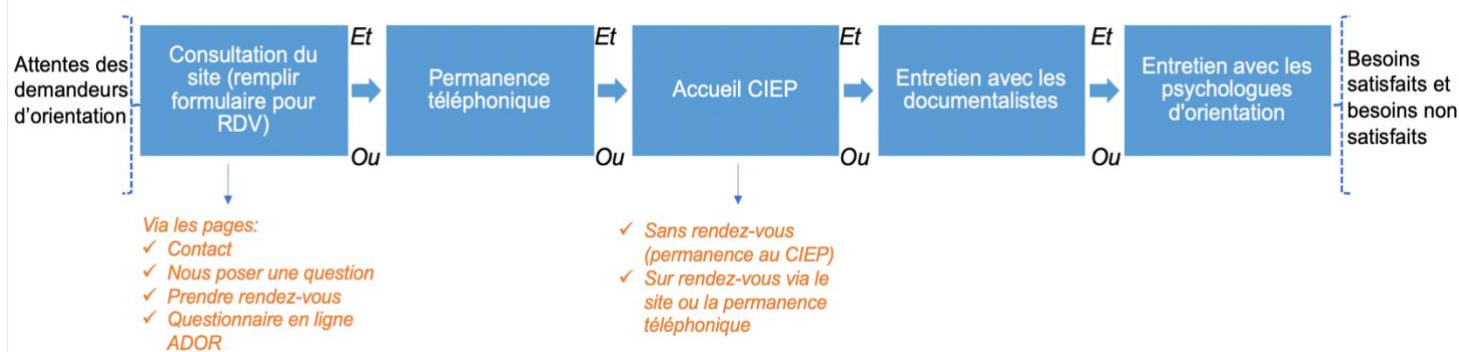 Attentes des
demandeurs
d'orientation
Consultation du
site (remplir
formulaire pour
RDV)
Et
Ou
Permanence
téléphonique
Et
Ou
Accueil CIEP
Et
Ou
Entretien avec les
documentalistes
Et
Ou
Entretien avec les
psychologues
d'orientation
Besoins
satisfaits et
besoins non
satisfaits
Via les pages:
✓ Contact
✓ Nous poser une question
✓ Prendre rendez-vous
✓ Questionnaire en ligne
ADOR
✓ Sans rendez-vous
(permanence au CIEP)
✓ Sur rendez-vous via le
site ou la permanence
téléphonique